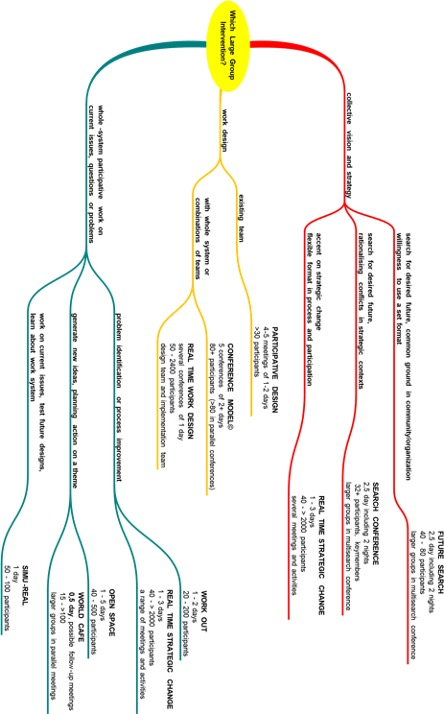 Which Large Group
Intervention?
collective vision and strategy
search for desired future, common ground in community/organization
willingness to use a set format
FUTURE SEARCH
2,5 day including 2 nights
40 - 80 participants
larger groups in multisearch conference
search for desired future,
rationalising conflicts in strategic contexts
SEARCH CONFERENCE
2,5 day including 2 nights
32+ participants, keymembers
larger groups in multisearch conference
accent on strategic change
flexible format in process and participation
REAL TIME STRATEGIC CHANGE
1 - 3 days
40 - > 2000 participants
several meetings and activities
work design
existing team
PARTICIPATIVE DESIGN
4-5 meetings of 1-2 days
>30 participants
with whole system or
combinations of teams
CONFERENCE MODEL©
5 conferences of 2+ days
80+ participants (>80 in parallel conferences)
REAL TIME WORK DESIGN
several conferences of 1 day
50 - 2400 participants
design team and implementation team
whole -system participative work on
current issues, questions or problems
problem identification or process improvement
WORK OUT
1 - 2 days
20 - 200 participants
REAL TIME STRATEGIC CHANGE
1 - 3days
40 - > 2000 participants
a range of meetings and activities
generate new ideas, planning action on a theme
OPEN SPACE
1 - 5 days
40 - 500 participants
WORLD CAFE
0,5 day possible follow-up meetings
15 - >100
larger groups in parallel meetings
work on current issues, test future designs,
learn about work system
SIMU -REAL
1 day
50 - 100 participants